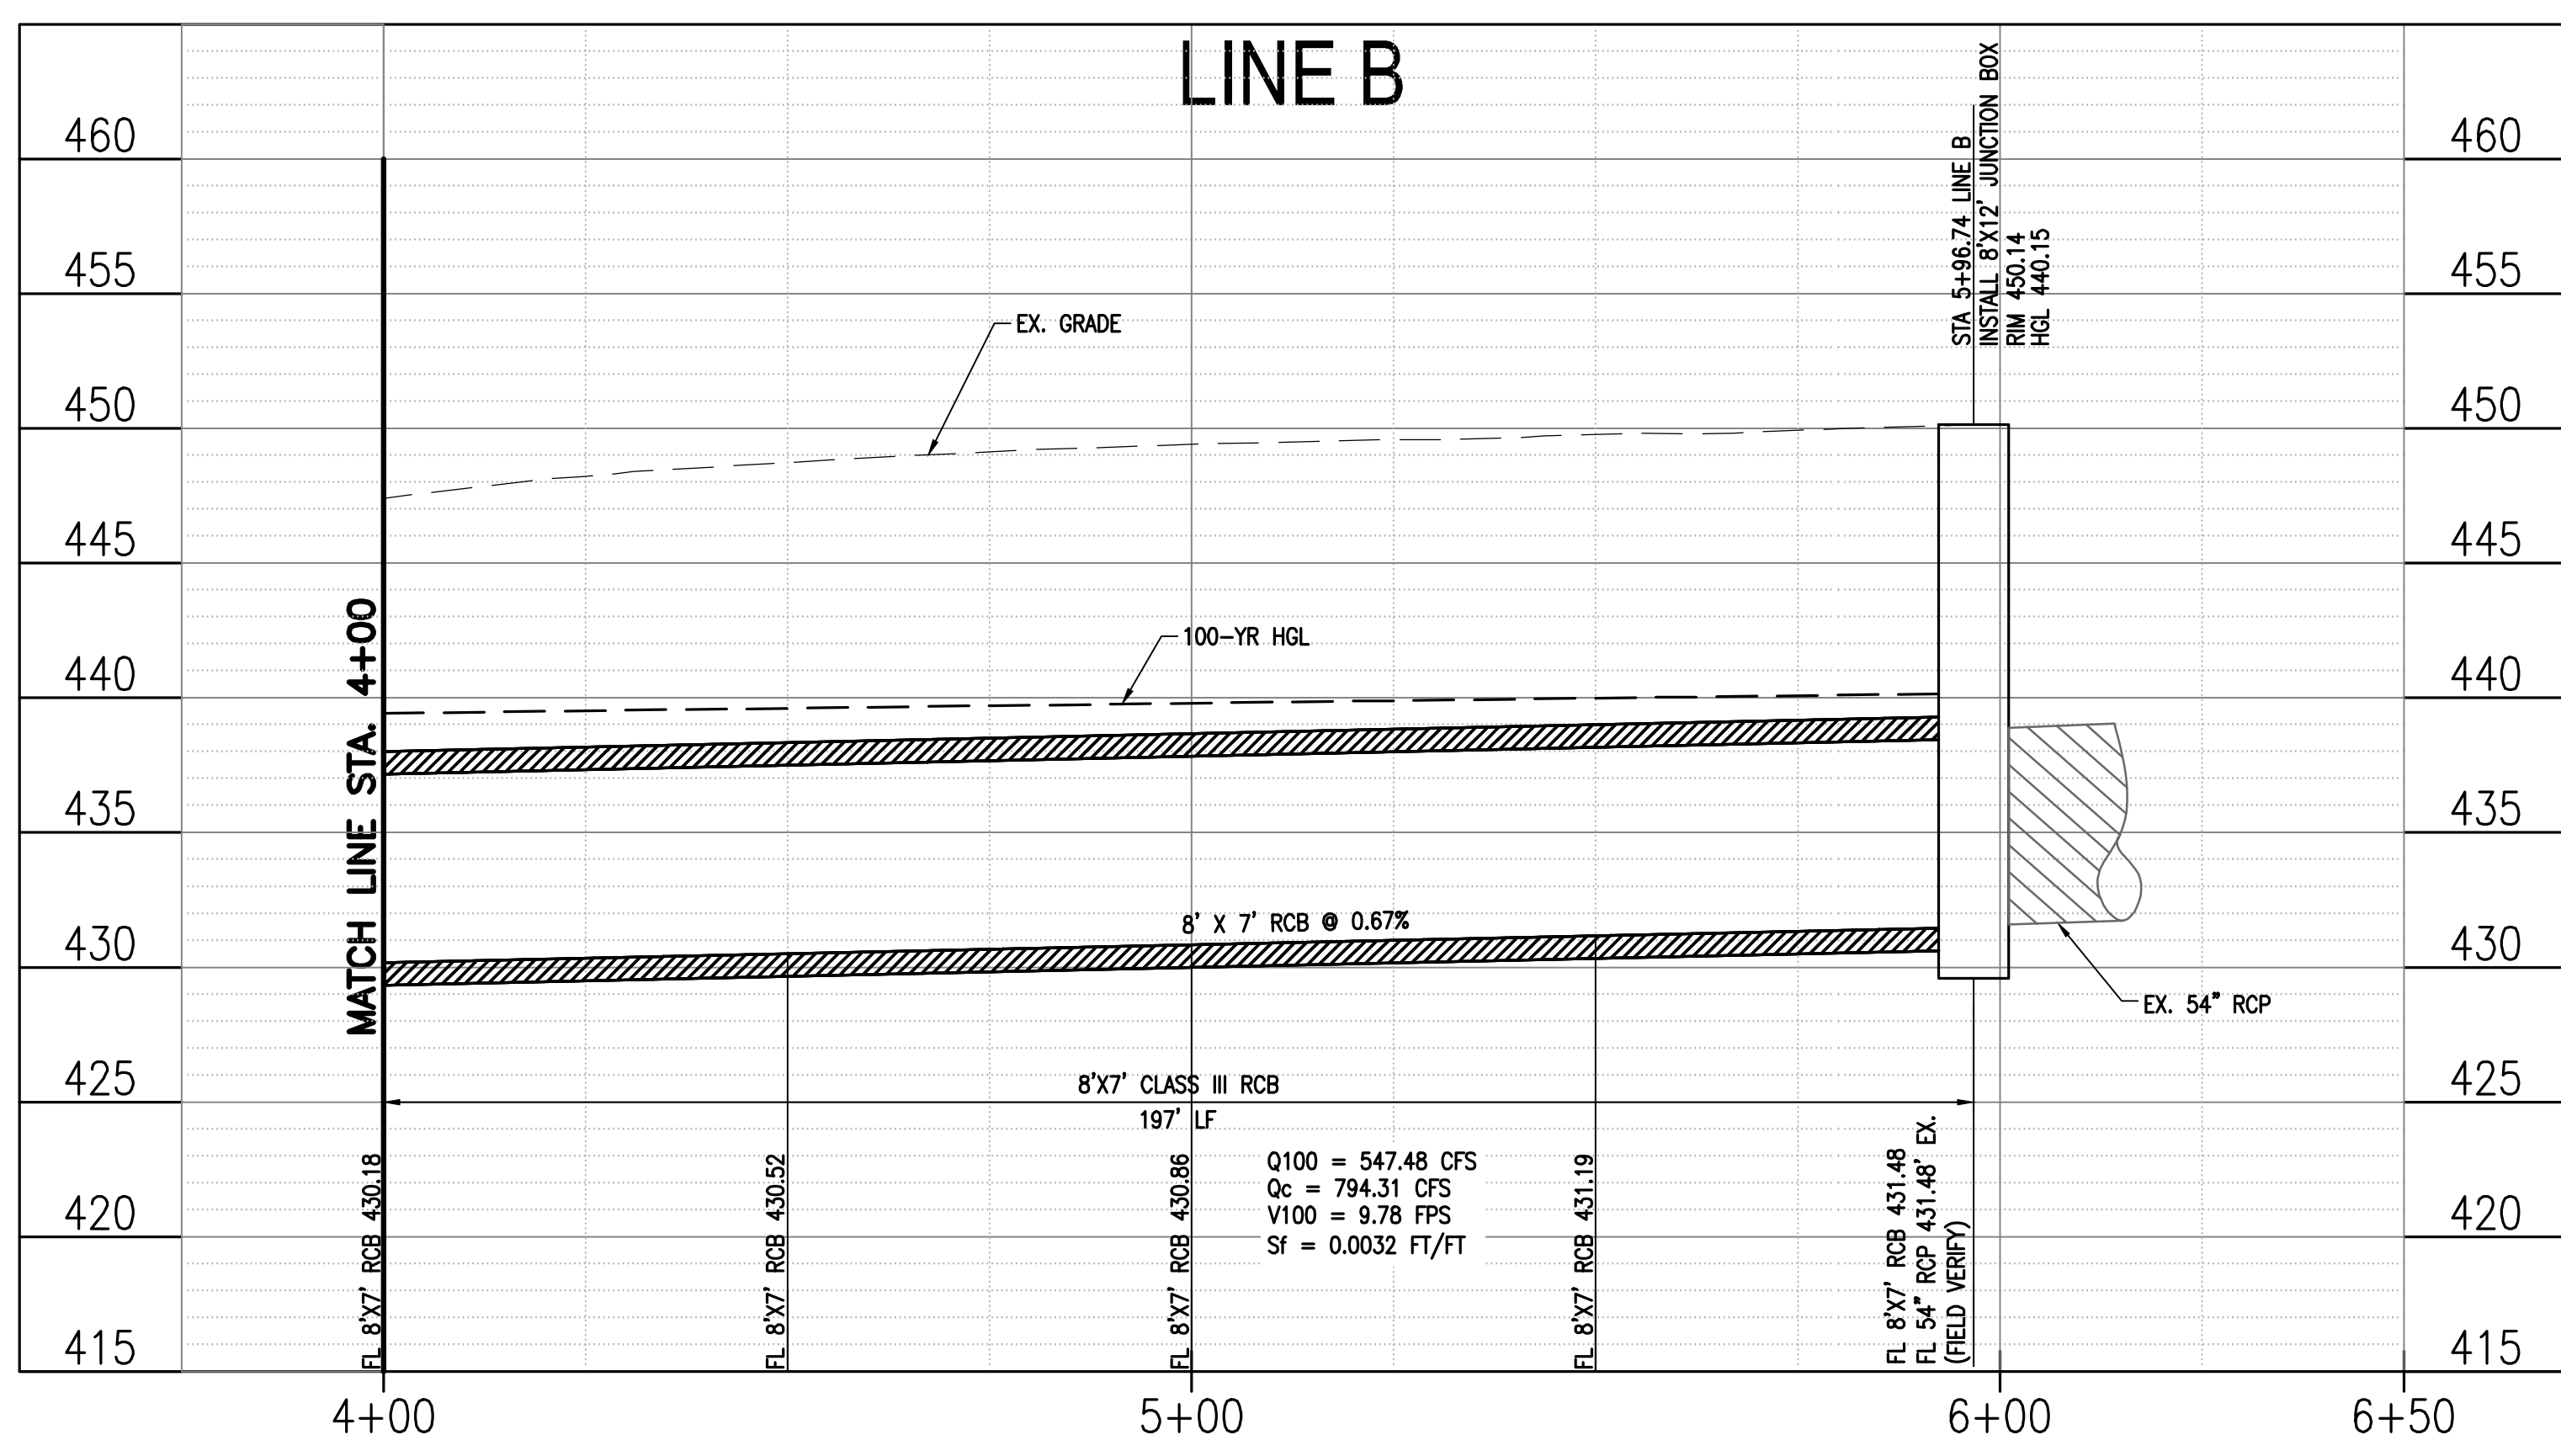 LINE B
460
455
450
445
440
435
430
425
420
415
460
455
450
445
440
435
430
425
420
415
MATCH LINE STA. 4+00
EX. GRADE
100-YR HGL
8' X 7' RCB @ 0.67%
STA 5+96.74 LINE B
INSTALL 8'X12' JUNCTION BOX
RIM 450.14
HGL 440.15
EX. 54" RCP
8'X7' CLASS III RCB
197' LF
Q100 = 547.48 CFS
Qc = 794.31 CFS
V100 = 9.78 FPS
Sf = 0.0032 FT/FT
FL 8'X7' RCB 430.18
FL 8'X7' RCB 430.52
FL 8'X7' RCB 430.86
FL 8'X7' RCB 431.19
FL 8'X7' RCB 431.48
FL 54" RCP 431.48' EX.
(FIELD VERIFY)
4+00
5+00
6+00
6+50